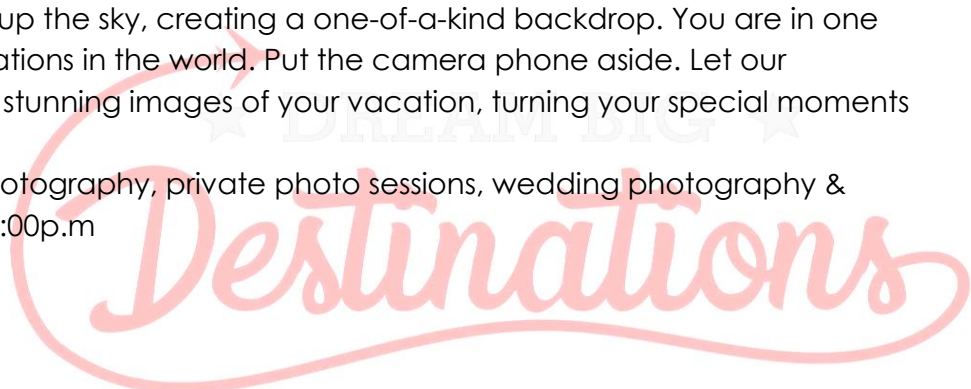 up the sky, creating a one-of-a-kind backdrop. You are in one
ations in the world. Put the camera phone aside. Let our
stunning images of your vacation, turning your special moments
DREAM BIG
otography, private photo sessions, wedding photography &
:00p.m
Destinations